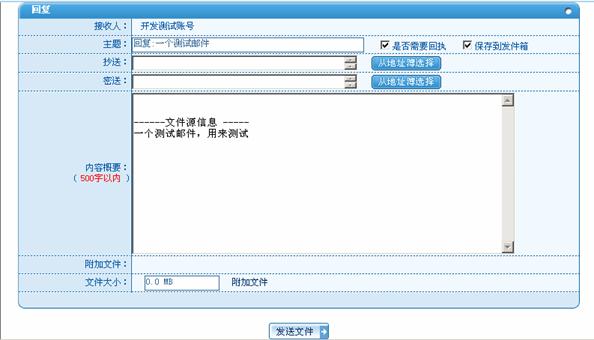 回复
接收人： 开发测试账号
主题： 回复:一个测试邮件 是否需要回执 保存到发件箱
抄送： 从地址薄选择
密送： 从地址薄选择
------文件源信息 -----
一个测试邮件，用来测试
内容概要：
（ 500字以内 ）
附加文件：
文件大小： 0.0 MB 附加文件
发送文件